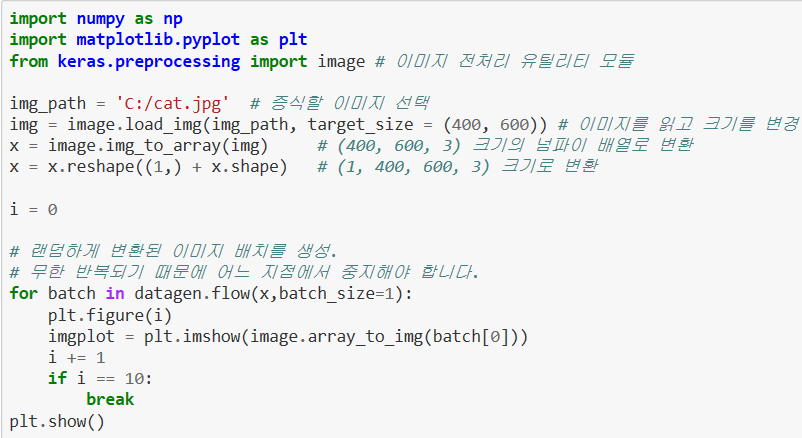 import numpy as np
import matplotlib.pyplot as plt
from keras.preprocessing import image # 이미지 전처리 유틸리티 모듈
img_path = 'C:/cat.jpg'  # 증식할 이미지 선택
img = image.load_img(img_path, target_size = (400, 600)) # 이미지를 읽고 크기를 변경
x = image.img_to_array(img)     # (400, 600, 3) 크기의 넘파이 배열로 변환
x = x.reshape((1,) + x.shape)   # (1, 400, 600, 3) 크기로 변환
i = 0
# 랜덤하게 변환된 이미지 배치를 생성.
# 무한 반복되기 때문에 어느 지점에서 중지해야 합니다.
for batch in datagen.flow(x,batch_size=1):
    plt.figure(i)
    imgplot = plt.imshow(image.array_to_img(batch[0]))
    i += 1
    if i == 10:
        break
plt.show()